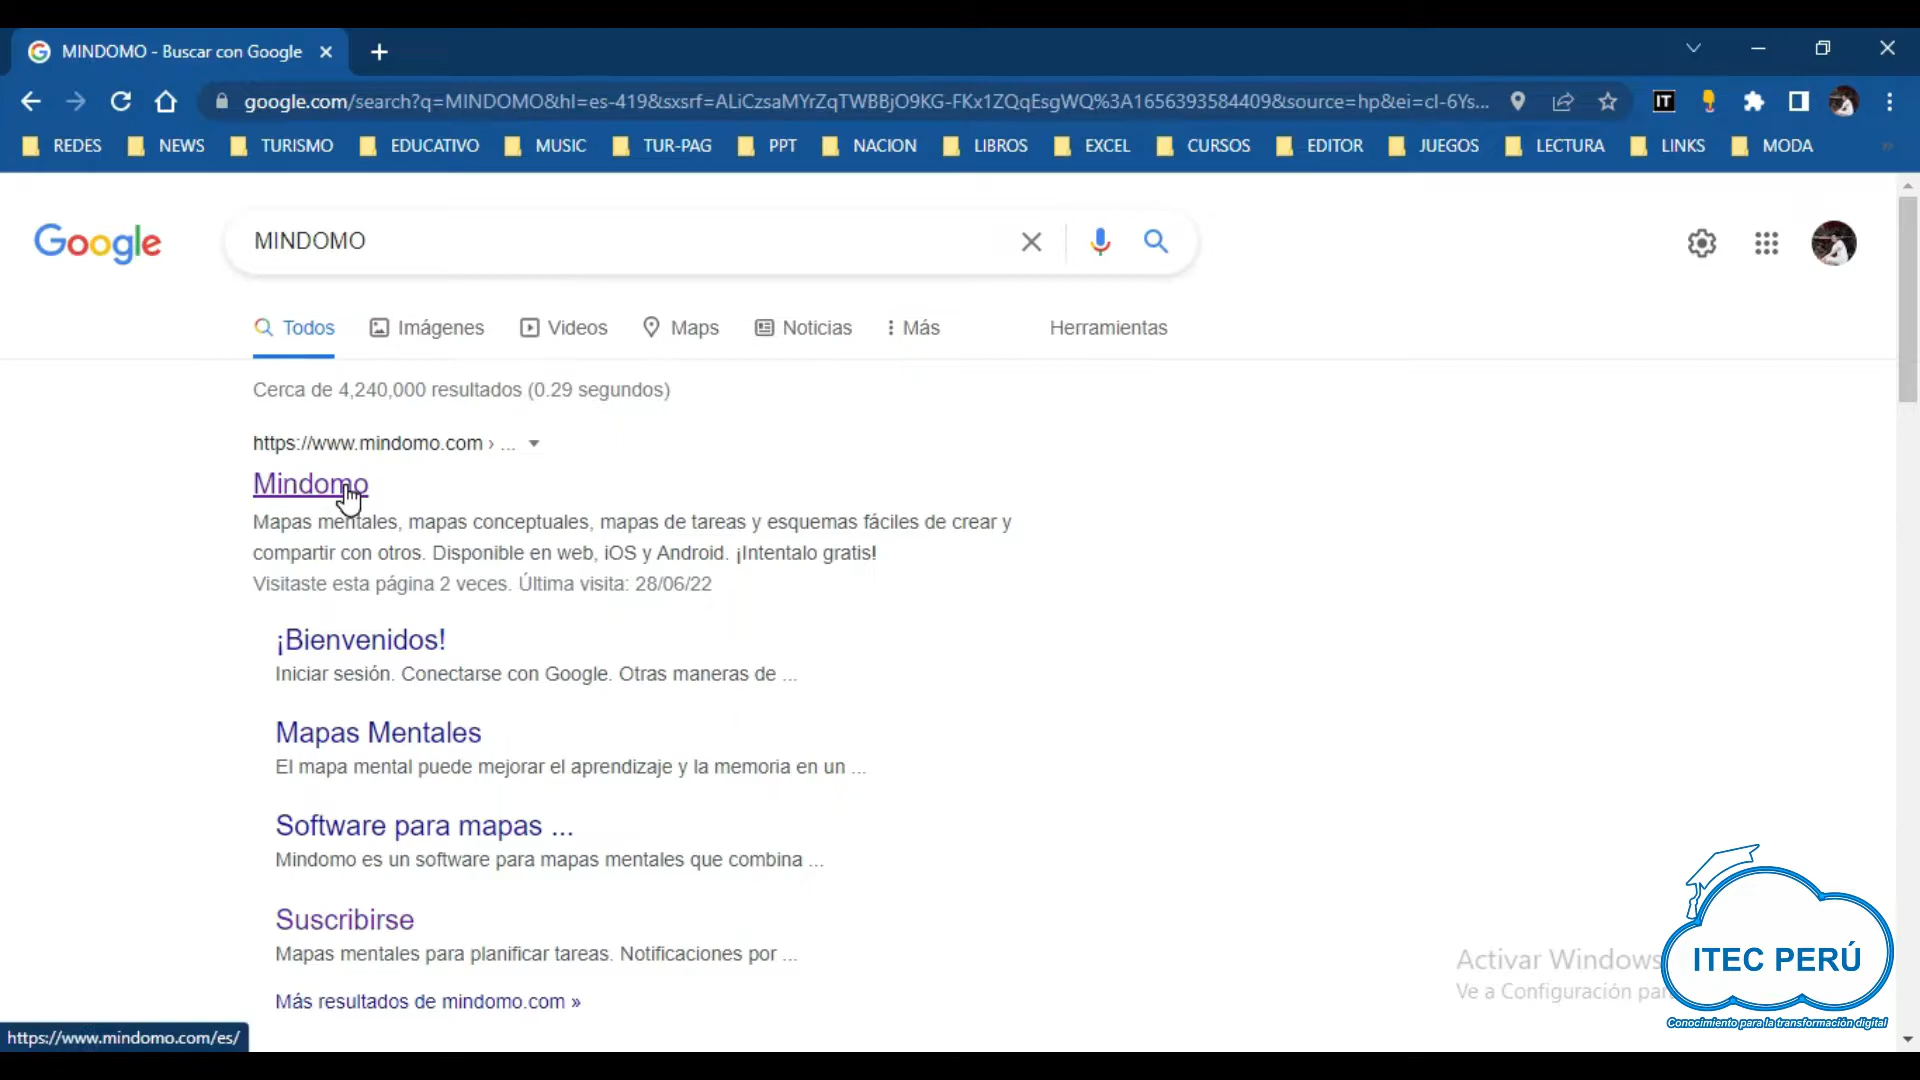 MINDOMO - Buscar con Google
google.com/search?q=MINDOMO&hl=es-419&sxsrf=ALiCzsaMYrZqTWBBjO9KG-FKx1ZQqEsgWQ%3A1656393584409&source=hp&ei=cl-6Ys...
IT
REDES NEWS TURISMO EDUCATIVO MUSIC TUR-PAG PPT NACION LIBROS EXCEL CURSOS EDITOR JUEGOS LECTURA LINKS MODA
Google
MINDOMO
Todos Imágenes Videos Maps Noticias Más Herramientas
Cerca de 4,240,000 resultados (0.29 segundos)
https://www.mindomo.com › ...
Mindomo
Mapas mentales, mapas conceptuales, mapas de tareas y esquemas fáciles de crear y
compartir con otros. Disponible en web, iOS y Android. ¡Intentalo gratis!
Visitaste esta página 2 veces. Última visita: 28/06/22
¡Bienvenidos!
Iniciar sesión. Conectarse con Google. Otras maneras de ...
Mapas Mentales
El mapa mental puede mejorar el aprendizaje y la memoria en un ...
Software para mapas ...
Mindomo es un software para mapas mentales que combina ...
Suscribirse
Mapas mentales para planificar tareas. Notificaciones por ...
Más resultados de mindomo.com »
Activar Windows
Ve a Configuración par
ITEC PERÚ
Conocimiento para la transformación digital
https://www.mindomo.com/es/